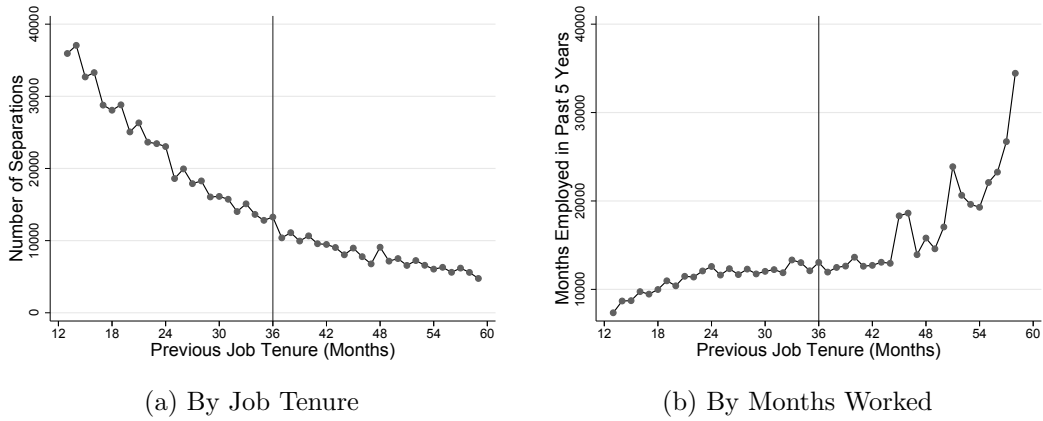 Number of Separations
0 10000 20000 30000 40000
12 18 24 30 36 42 48 54 60
Previous Job Tenure (Months)
(a) By Job Tenure
Months Employed in Past 5 Years
10000 20000 30000 40000
12 18 24 30 36 42 48 54 60
Previous Job Tenure (Months)
(b) By Months Worked